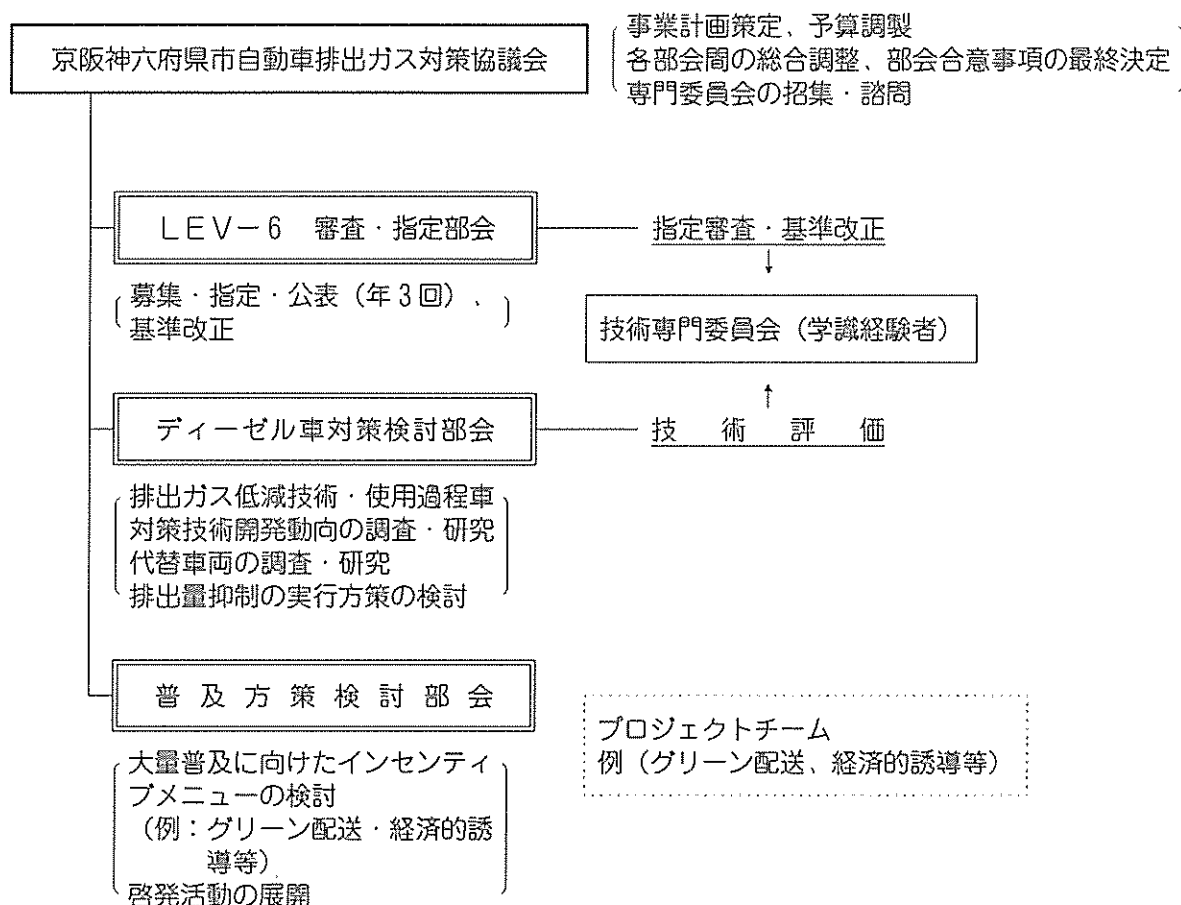 京阪神六府県市自動車排出ガス対策協議会
事業計画策定、予算調製
各部会間の総合調整、部会合意事項の最終決定
専門委員会の招集・諮問
LEV-6 審査・指定部会
指定審査・基準改正
募集・指定・公表(年3回)、
基準改正
技術専門委員会(学識経験者)
ディーゼル車対策検討部会
技術評価
排出ガス低減技術・使用過程車
対策技術開発動向の調査・研究
代替車両の調査・研究
排出量抑制の実行方策の検討
普及方策検討部会
大量普及に向けたインセンティ
ブメニューの検討
(例:グリーン配送・経済的誘
導等)
啓発活動の展開
プロジェクトチーム
例(グリーン配送、経済的誘導等)